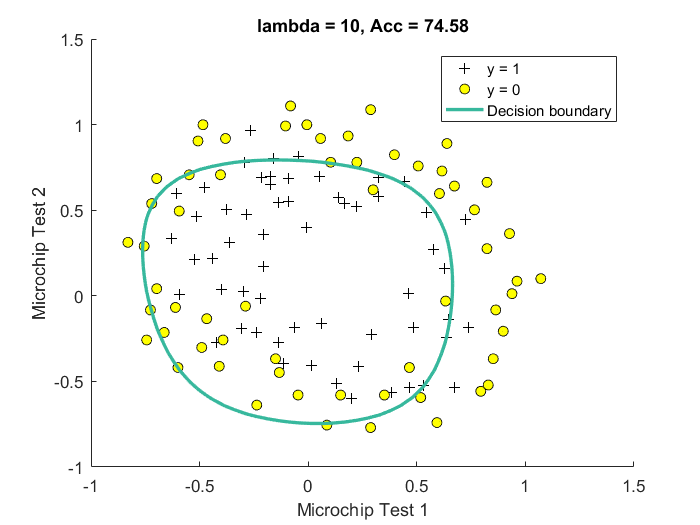 lambda = 10, Acc = 74.58
y = 1
y = 0
Decision boundary
1.5
1
0.5
0
-0.5
-1
Microchip Test 2
-1
-0.5
0
0.5
1
1.5
Microchip Test 1